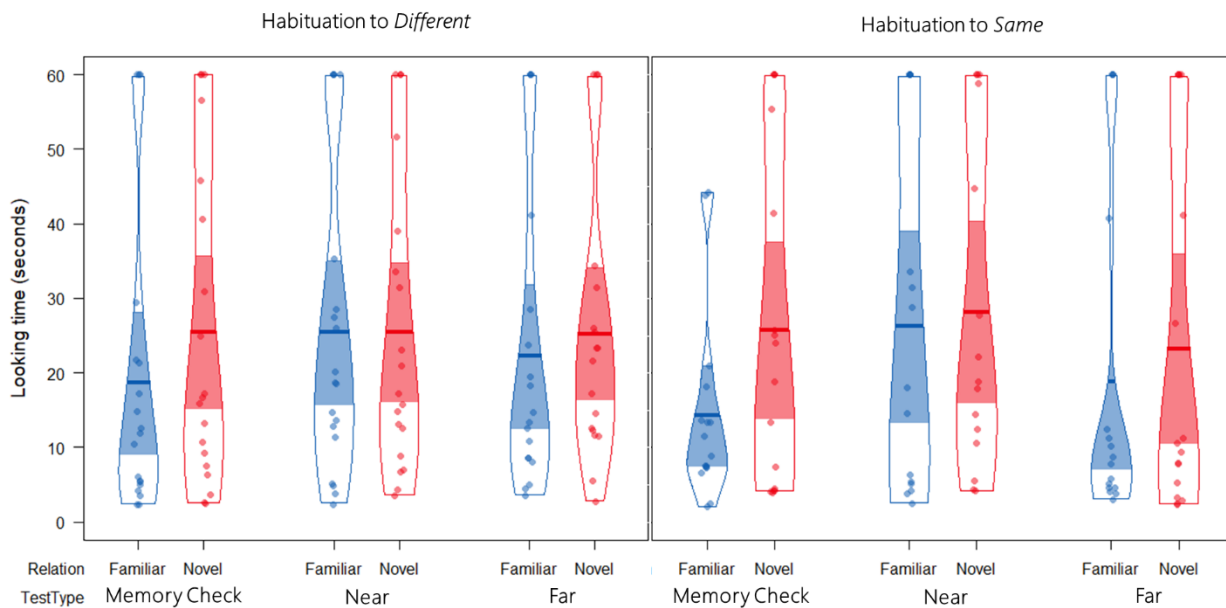 Habituation to Different
Habituation to Same
60
50
40
30
20
10
0
Looking time (seconds)
Relation Familiar Novel Familiar Novel Familiar Novel Familiar Novel Familiar Novel Familiar Novel
TestType Memory Check Near Far Memory Check Near Far